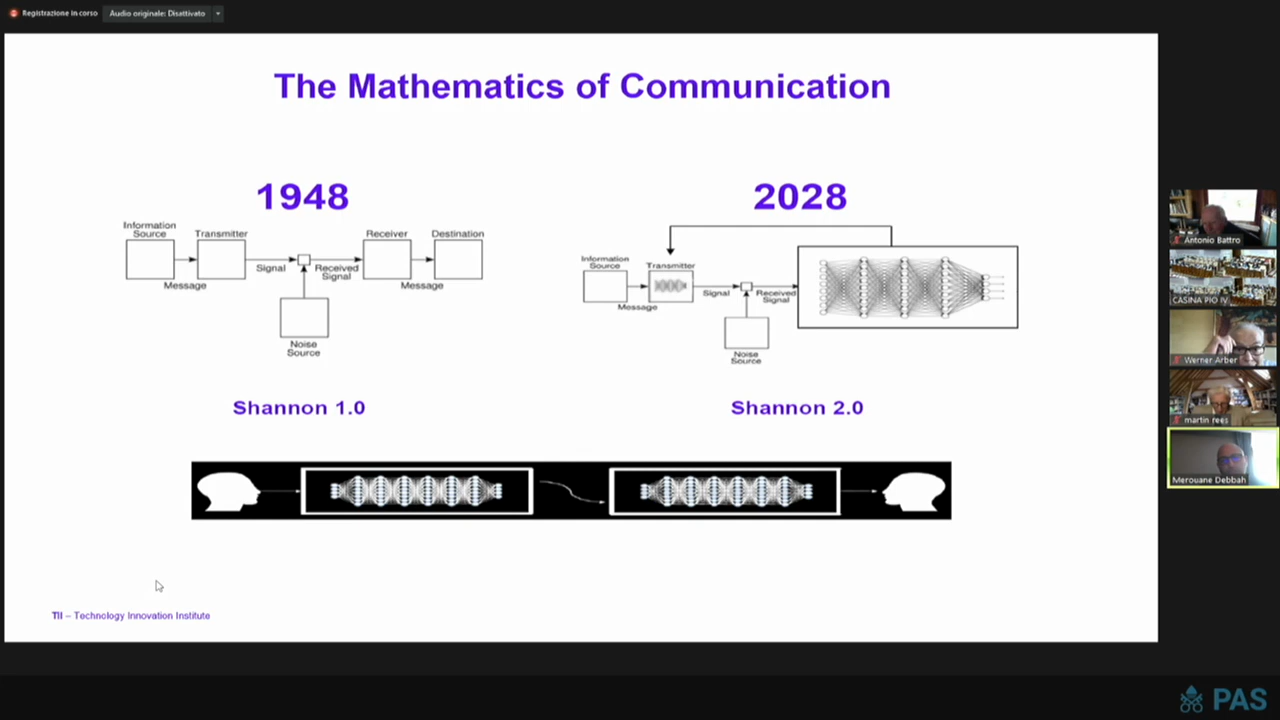 Registrazione in corso
Audio originale: Disattivato
The Mathematics of Communication
1948
Information
Source
Transmitter
Receiver
Destination
Signal
Received
Signal
Message
Message
Noise
Source
Shannon 1.0
2028
Information
Source
Transmitter
Message
Signal
Received
Signal
Noise
Source
Shannon 2.0
TII – Technology Innovation Institute
Antonio Battro
CASINA PIO IV
Werner Arber
martin rees
Merouane Debbah
PAS